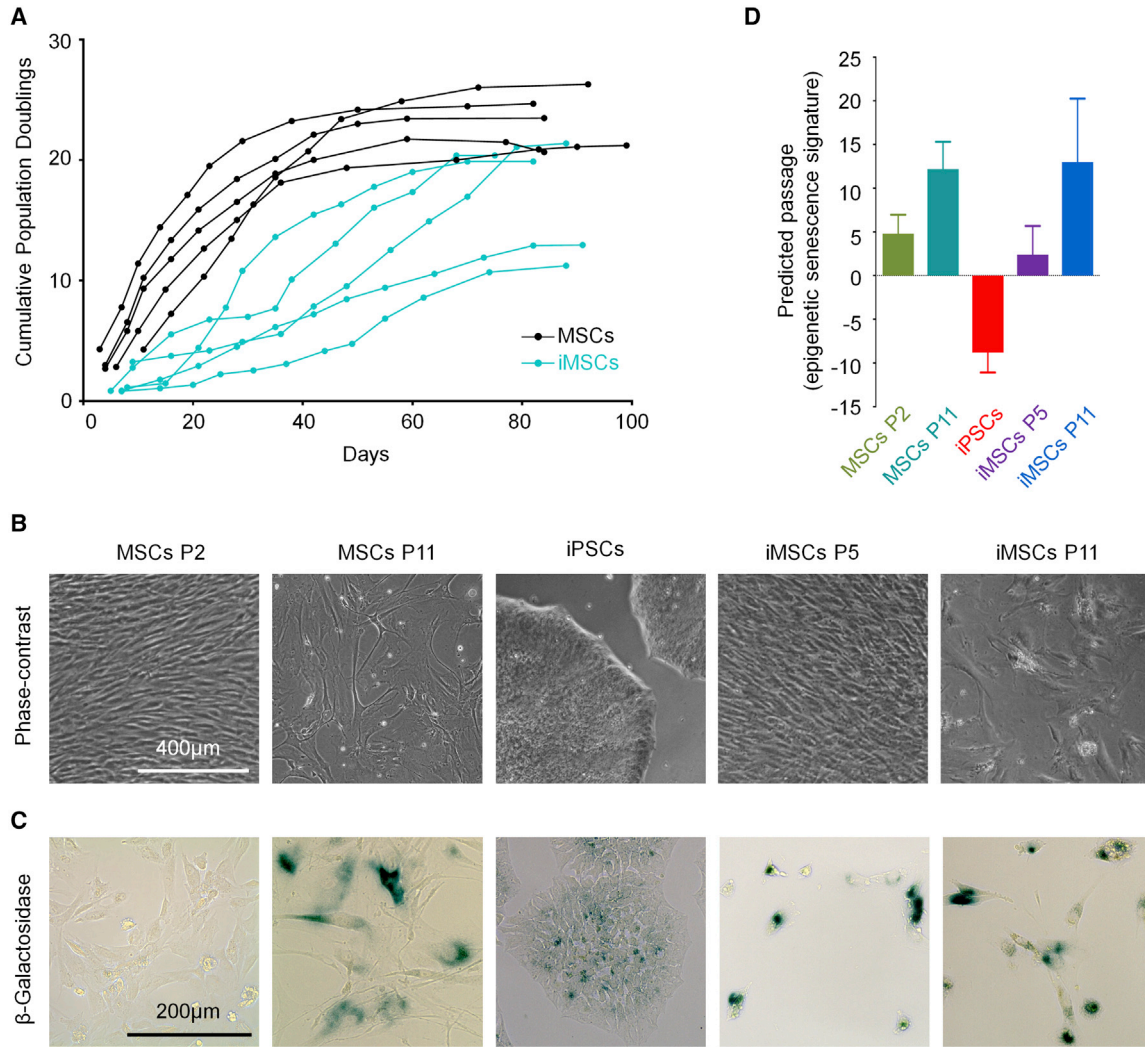 A
Cumulative Population Doublings
30
20
10
0
0 20 40 60 80 100
Days
MSCs
iMSCs
D
Predicted passage
(epigenetic senescence signature)
25
20
15
10
5
0
-5
-10
-15
MSCs P2
MSCs P11
iPSCs
iMSCs P5
iMSCs P11
B
MSCs P2 MSCs P11 iPSCs iMSCs P5 iMSCs P11
Phase-contrast
400µm
C
β-Galactosidase
200µm